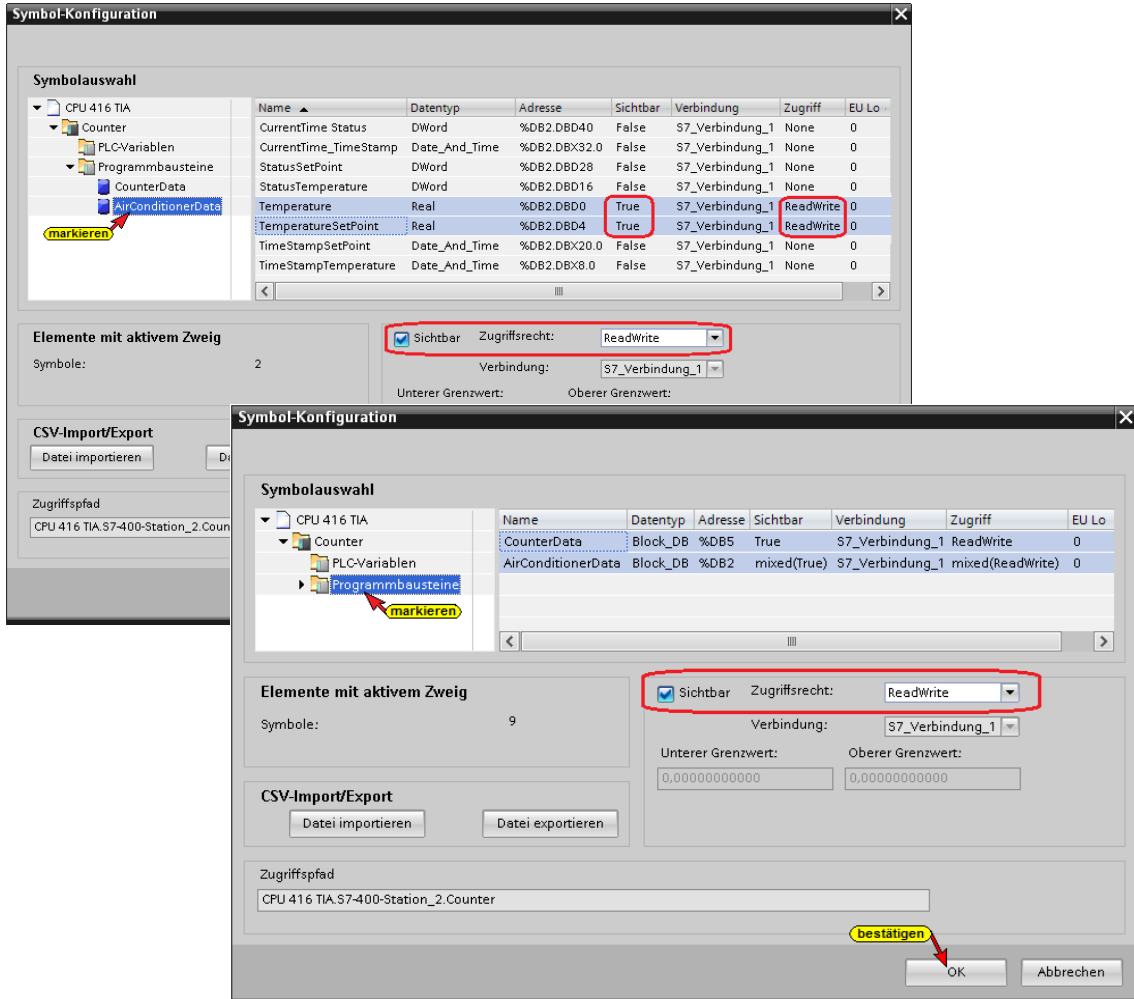 Symbol-Konfiguration
Symbolauswahl
CPU 416 TIA
Counter
PLC-Variablen
Programmbausteine
CounterData
AirConditionerData
markieren
Name Datentyp Adresse Sichtbar Verbindung Zugriff EU Lo
CurrentTime Status DWord %DB2.DBD40 False S7_Verbindung_1 None 0
CurrentTime_TimeStamp Date_And_Time %DB2.DBX32.0 False S7_Verbindung_1 None 0
StatusSetPoint DWord %DB2.DBD28 False S7_Verbindung_1 None 0
StatusTemperature DWord %DB2.DBD16 False S7_Verbindung_1 None 0
Temperature Real %DB2.DBD0 True S7_Verbindung_1 ReadWrite 0
TemperatureSetPoint Real %DB2.DBD4 True S7_Verbindung_1 ReadWrite 0
TimeStampSetPoint Date_And_Time %DB2.DBX20.0 False S7_Verbindung_1 None 0
TimeStampTemperature Date_And_Time %DB2.DBX8.0 False S7_Verbindung_1 None 0
Elemente mit aktivem Zweig
Symbole: 2
Sichtbar Zugriffsrecht: ReadWrite
Verbindung: S7_Verbindung_1
Unterer Grenzwert: Oberer Grenzwert:
CSV-Import/Export
Datei importieren
Zugriffspfad
CPU 416 TIA.S7-400-Station_2.Coun
Symbol-Konfiguration
Symbolauswahl
CPU 416 TIA
Counter
PLC-Variablen
Programmbausteine
markieren
Name Datentyp Adresse Sichtbar Verbindung Zugriff EU Lo
CounterData Block_DB %DB5 True S7_Verbindung_1 ReadWrite 0
AirConditionerData Block_DB %DB2 mixed(True) S7_Verbindung_1 mixed(ReadWrite) 0
Elemente mit aktivem Zweig
Symbole: 9
Sichtbar Zugriffsrecht: ReadWrite
Verbindung: S7_Verbindung_1
Unterer Grenzwert: Oberer Grenzwert:
0,00000000000 0,00000000000
CSV-Import/Export
Datei importieren Datei exportieren
Zugriffspfad
CPU 416 TIA.S7-400-Station_2.Counter
bestätigen
OK Abbrechen